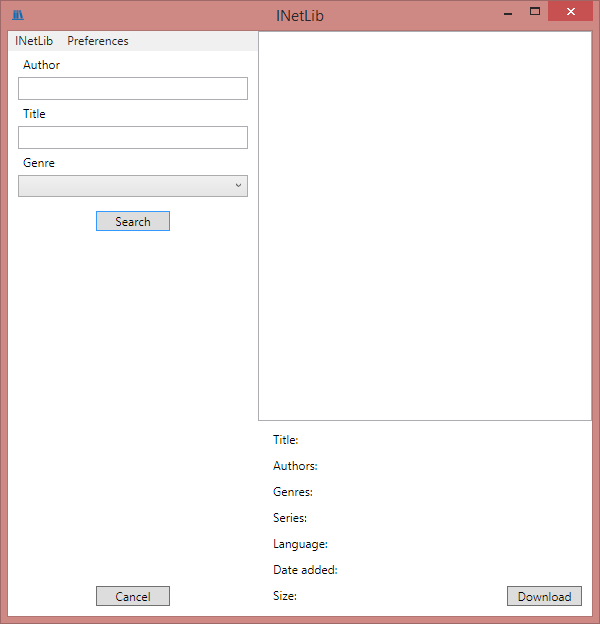 INetLib
INetLib Preferences
Author
Title
Genre
Search
Cancel
Title:
Authors:
Genres:
Series:
Language:
Date added:
Size:
Download